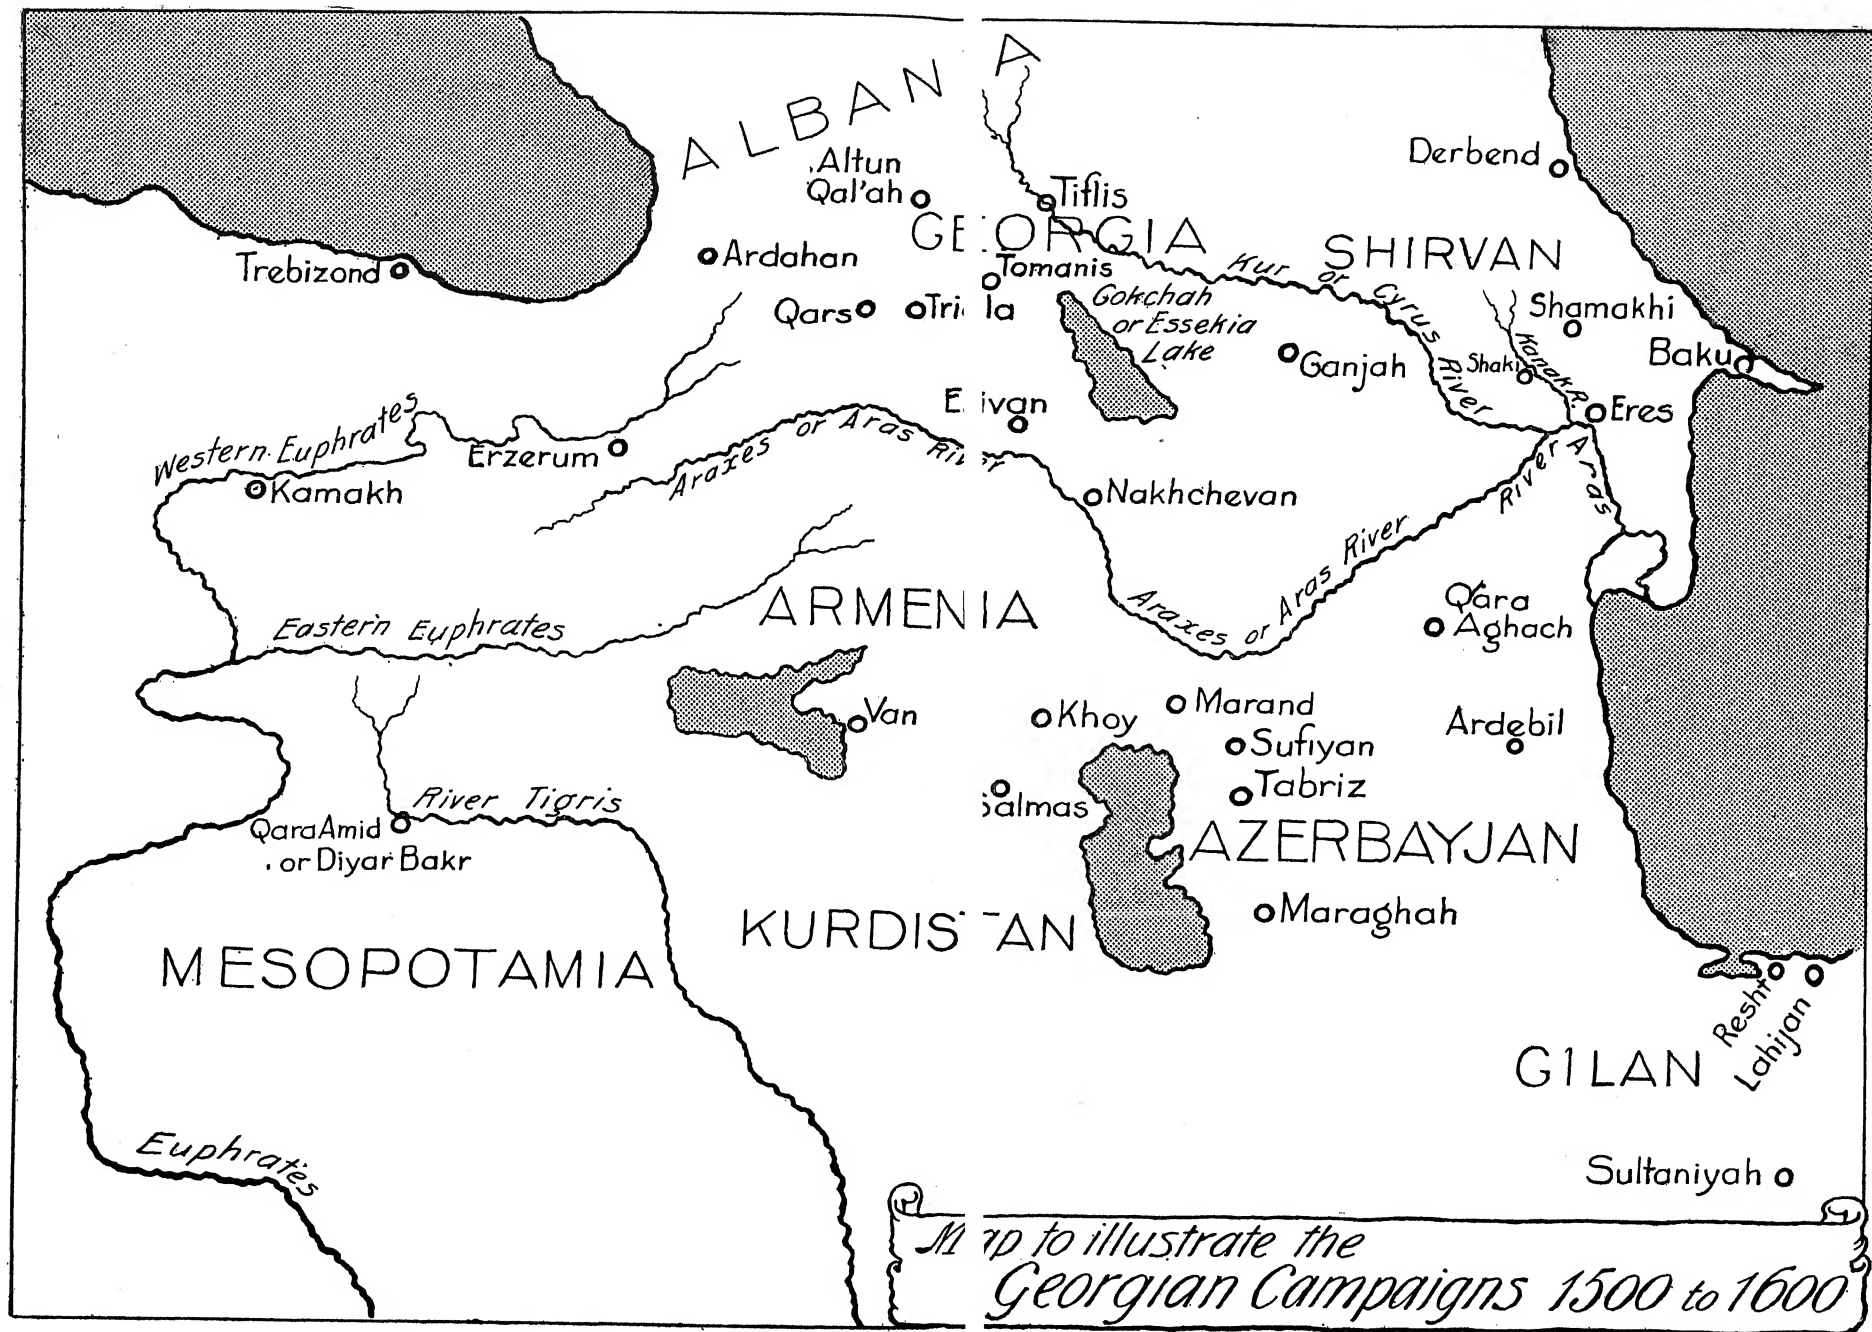 ALBAN A
Derbend
Altun
Qal'ah
Tiflis
GEORGIA
SHIRVAN
Trebizond
Ardahan
Tomanis
Kur or Cyrus River
Gokchah
or Essekia
Lake
Qars
Shamakhi
Kanak R.
Baku
Ganjah
Shaki
Eres
Western Euphrates
Erzerum
Araxes or Aras River
River Aras
Kamakh
Nakhchevan
Araxes or Aras River
Eastern Euphrates
ARMENIA
Qara
Aghach
Van
Khoy
Marand
Ardebil
Sufiyan
Tabriz
River Tigris
Qara Amid
or Diyar Bakr
AZERBAYJAN
Maraghah
KURDISTAN
MESOPOTAMIA
Resht
Lahijan
GILAN
Euphrates
Sultaniyah
Map to illustrate the
Georgian Campaigns 1500 to 1600